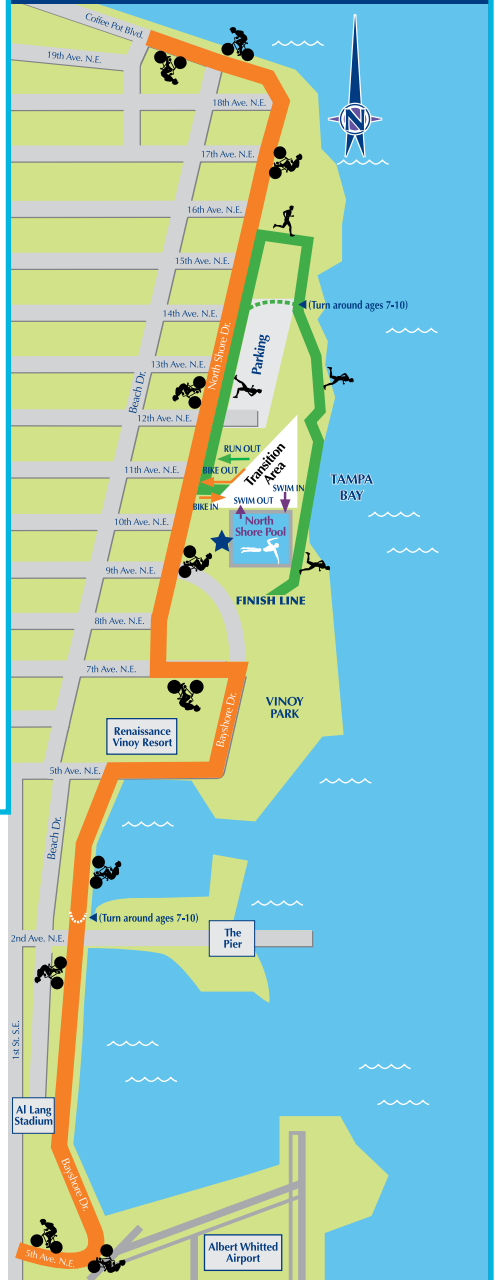 Coffee Pot Blvd.
19th Ave. N.E.
N
18th Ave. N.E.
17th Ave. N.E.
16th Ave. N.E.
15th Ave. N.E.
(Turn around ages 7-10)
14th Ave. N.E.
North Shore Dr.
Parking
13th Ave. N.E.
Beach Dr.
12th Ave. N.E.
RUN OUT
Transition
Area
11th Ave. N.E.
BIKE OUT
TAMPA
BAY
SWIM IN
BIKE IN
SWIM OUT
10th Ave. N.E.
North
Shore Pool
9th Ave. N.E.
FINISH LINE
8th Ave. N.E.
7th Ave. N.E.
VINOY
PARK
Bayshore Dr.
Renaissance
Vinoy Resort
5th Ave. N.E.
Beach Dr.
(Turn around ages 7-10)
2nd Ave. N.E.
The
Pier
1st St. S.E.
Al Lang
Stadium
Bayshore Dr.
5th Ave. N.E.
Albert Whitted
Airport